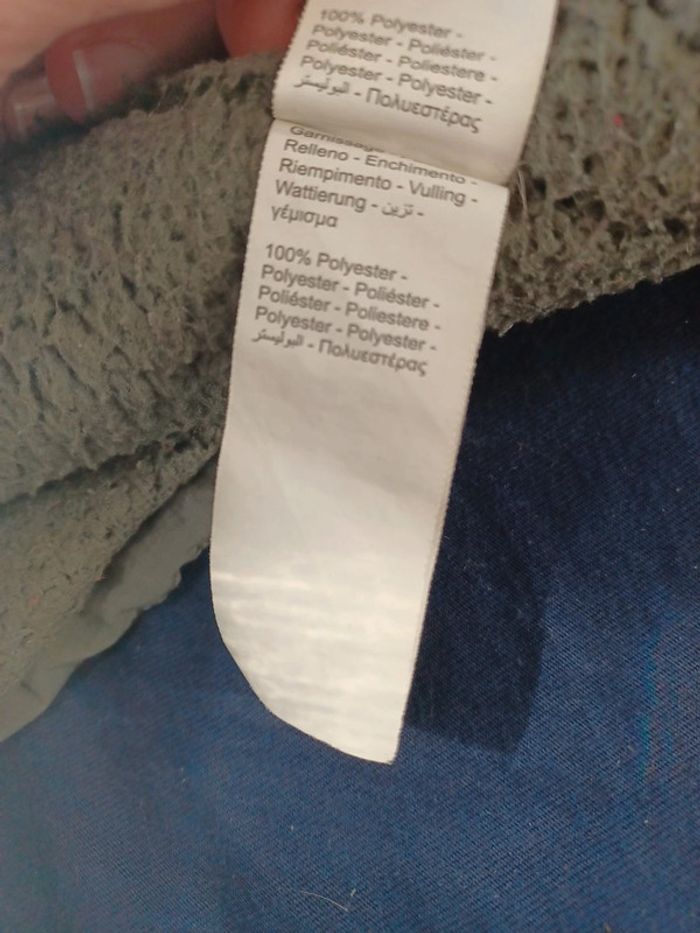 100% Polyester -
Polyester - Poliéster -
Poliéster - Poliestere -
Polyester - Polyester -
البوليستر - Πολυεστέρας
Garnissage
Relleno - Enchimento -
Riempimento - Vulling -
Wattierung - تزين -
γέμισμα
100% Polyester -
Polyester - Poliéster -
Poliéster - Poliestere -
Polyester - Polyester -
البوليستر - Πολυεστέρας